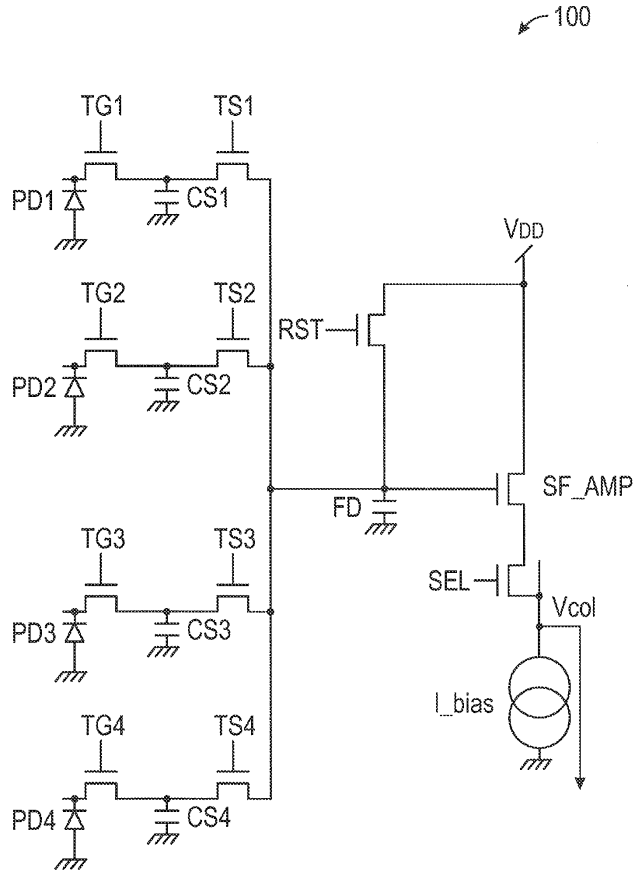 100
TG1 TS1
PD1 CS1
VDD
TG2 TS2
RST
PD2 CS2
FD SF_AMP
TG3 TS3
SEL
Vcol
PD3 CS3
I_bias
TG4 TS4
PD4 CS4